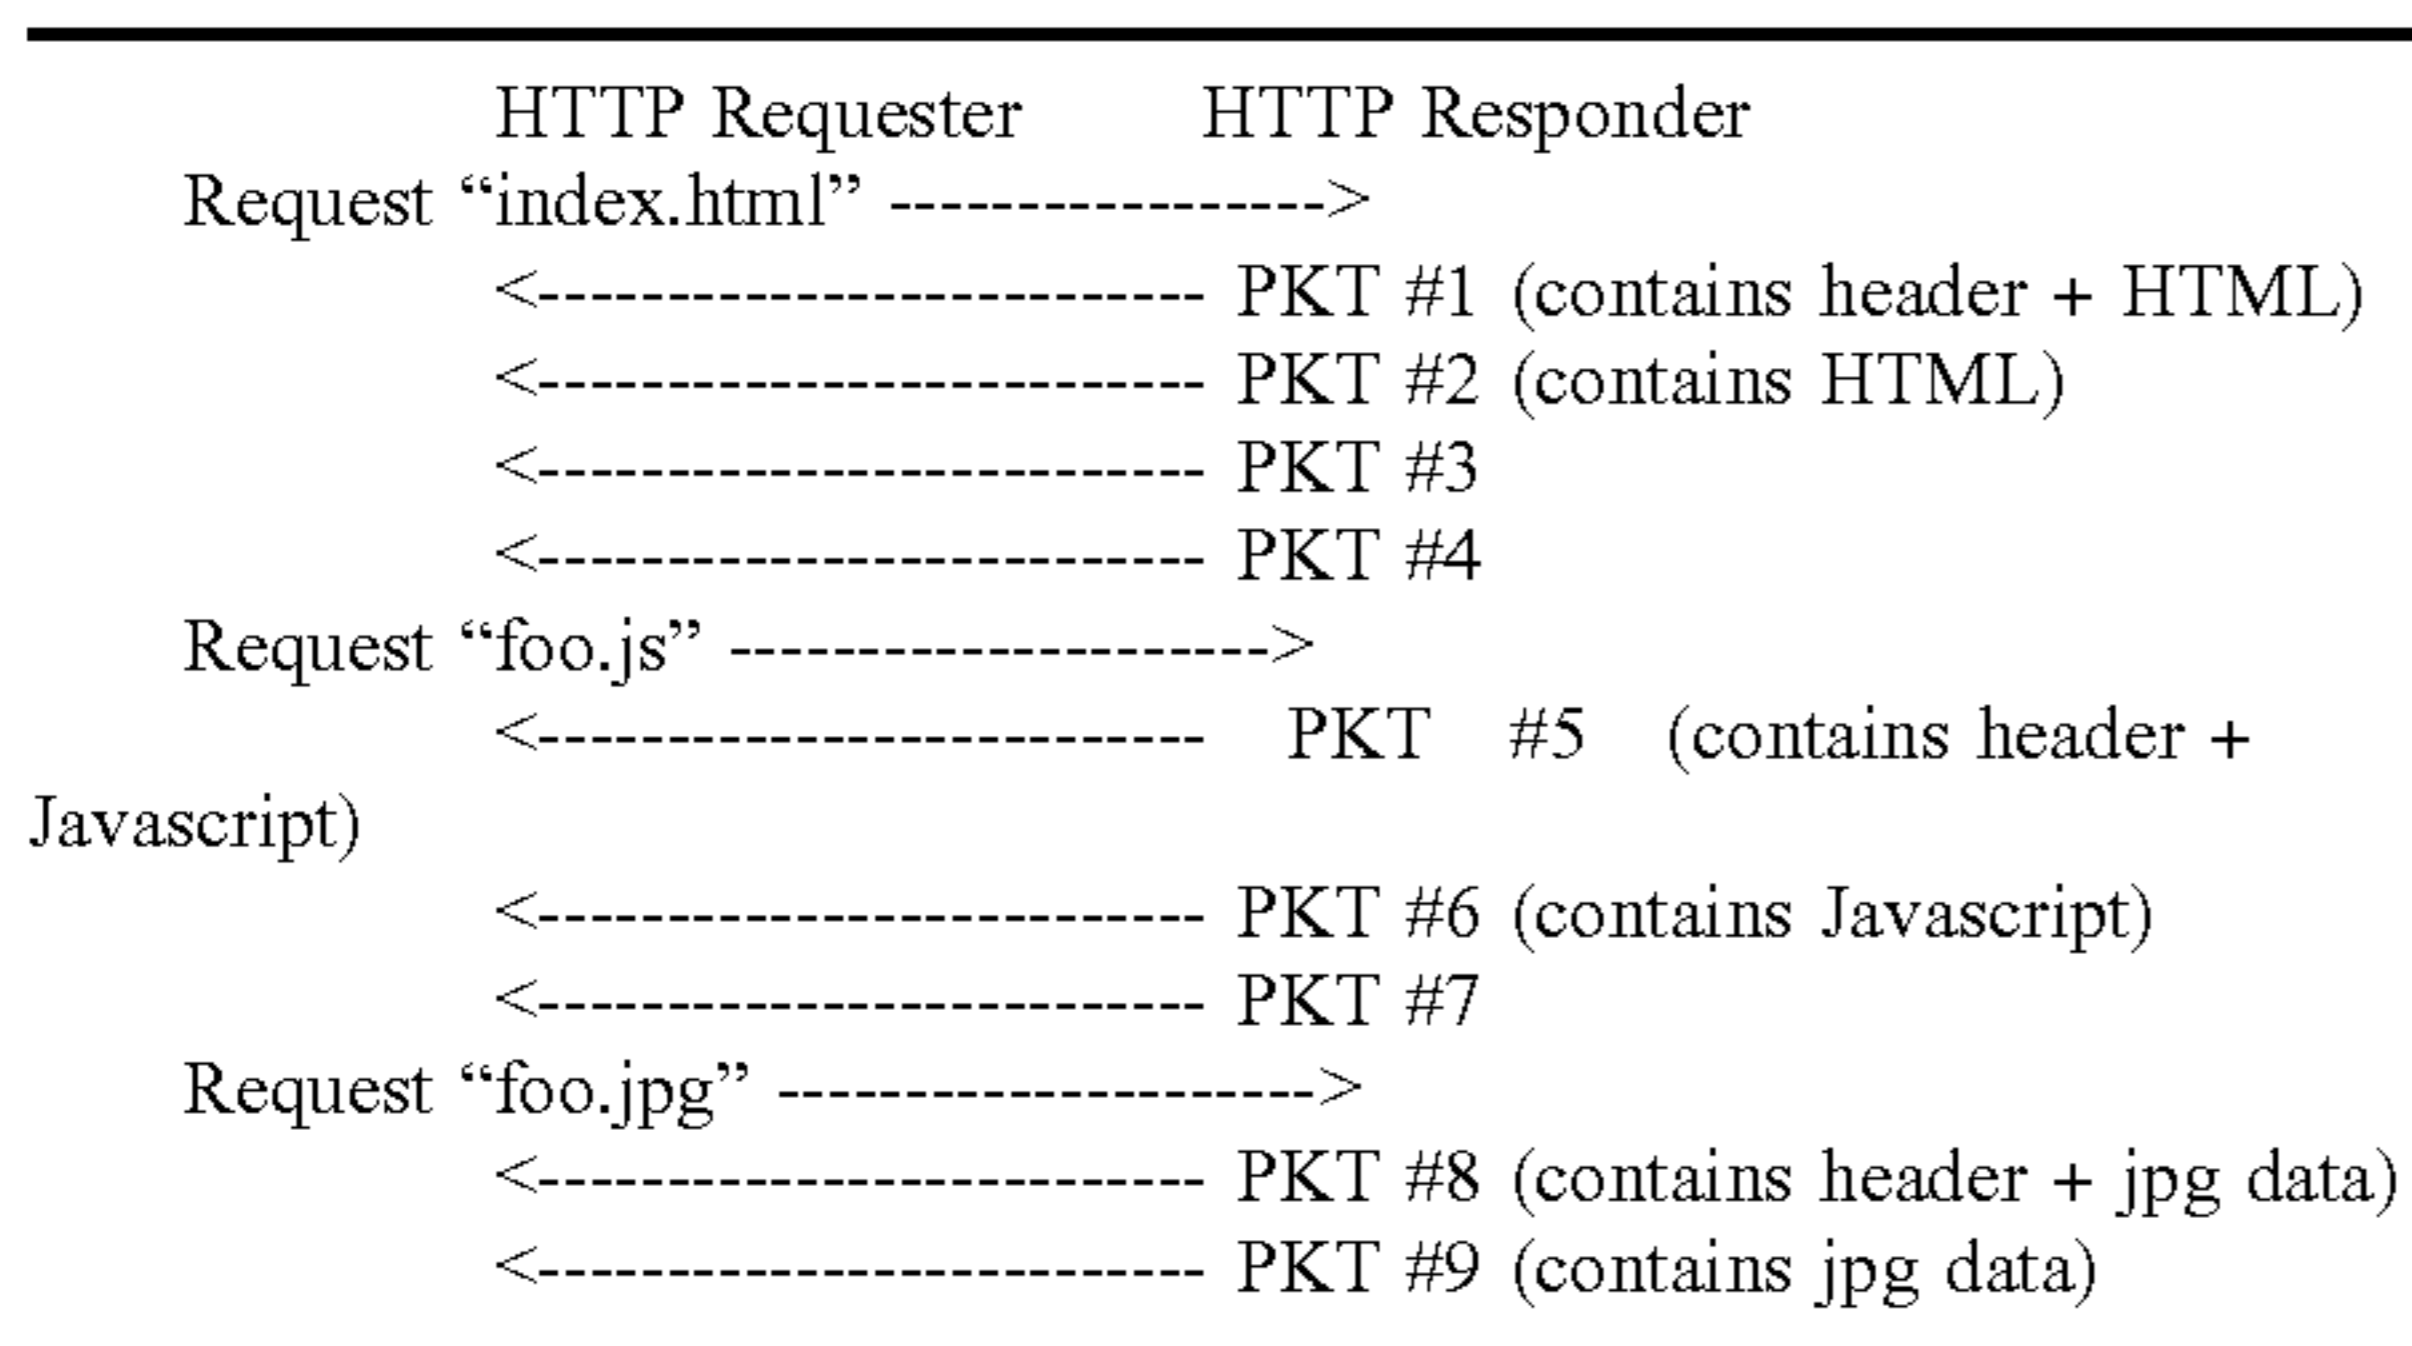 HTTP Requester HTTP Responder
Request “index.html” ----------------->
<-------------------------- PKT #1 (contains header + HTML)
<-------------------------- PKT #2 (contains HTML)
<-------------------------- PKT #3
<-------------------------- PKT #4
Request “foo.js” --------------------->
<-------------------------- PKT #5 (contains header +
Javascript)
<-------------------------- PKT #6 (contains Javascript)
<-------------------------- PKT #7
Request “foo.jpg” --------------------->
<-------------------------- PKT #8 (contains header + jpg data)
<-------------------------- PKT #9 (contains jpg data)